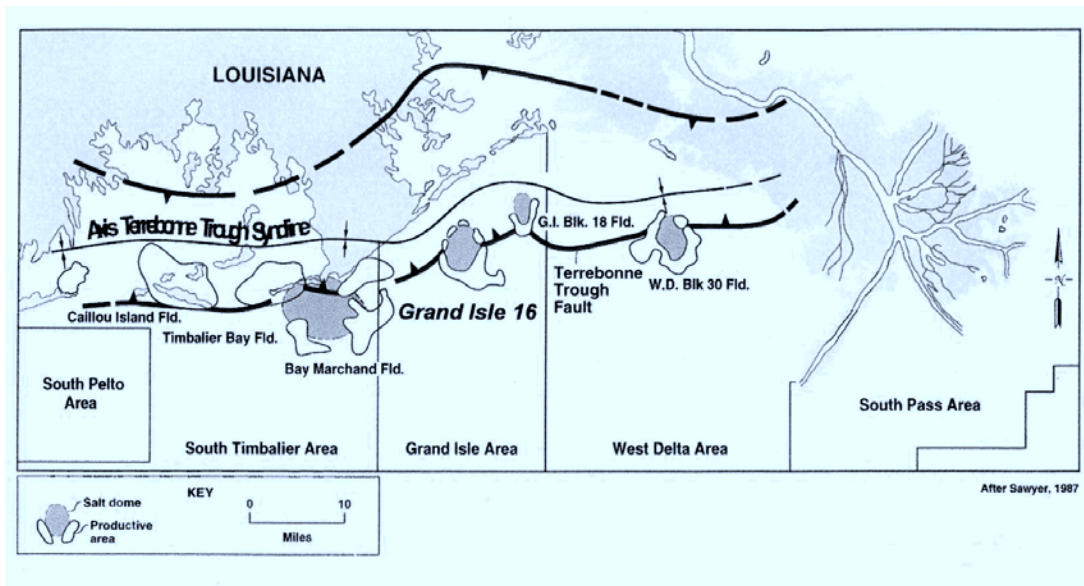 LOUISIANA
Axis Terrebonne Trough Syncline
G.I. Blk. 18 Fld.
Terrebonne
Trough
Fault
W.D. Blk 30 Fld.
Grand Isle 16
Caillou Island Fld.
Timbalier Bay Fld.
Bay Marchand Fld.
N
South Pelto
Area
South Timbalier Area
Grand Isle Area
West Delta Area
South Pass Area
After Sawyer, 1987
KEY
Salt dome
Productive
area
0 10
Miles